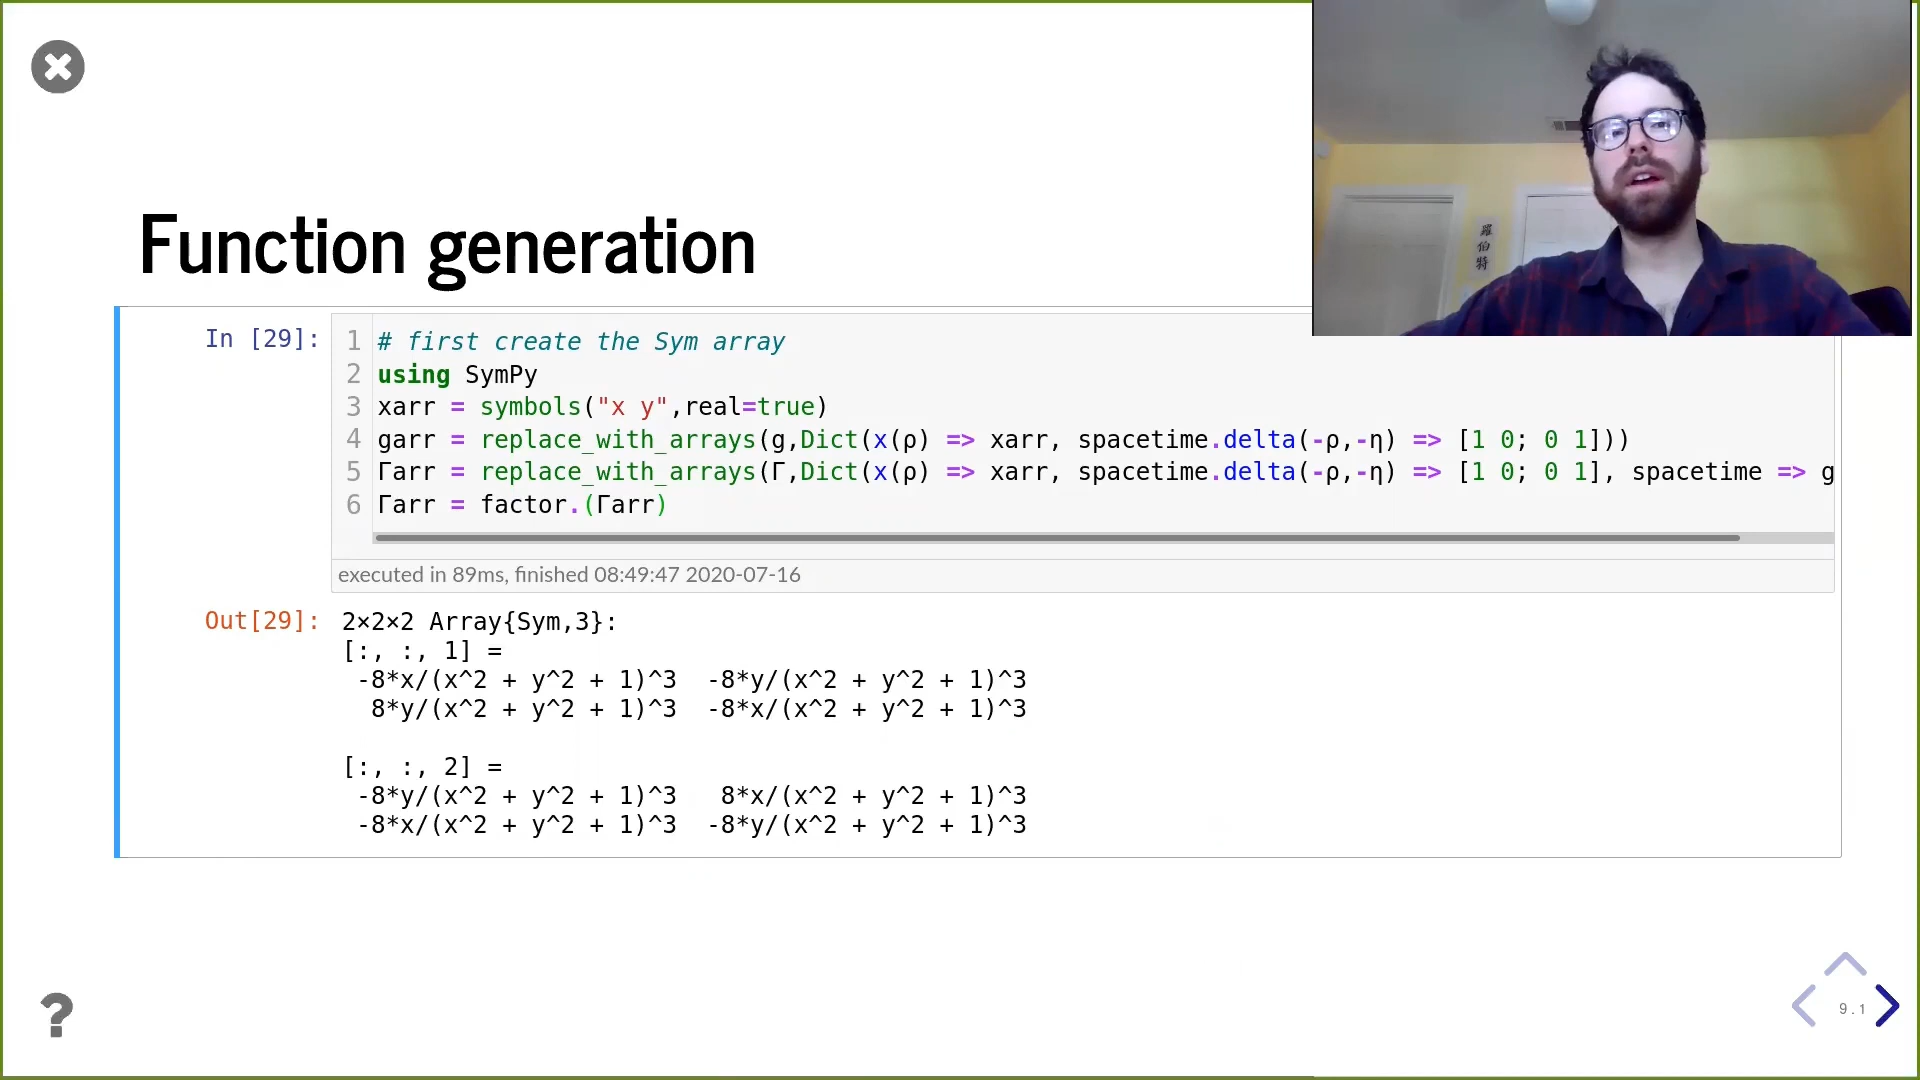 Function generation
In [29]:
1 # first create the Sym array
2 using SymPy
3 xarr = symbols("x y",real=true)
4 garr = replace_with_arrays(g,Dict(x(ρ) => xarr, spacetime.delta(-ρ,-η) => [1 0; 0 1]))
5 Γarr = replace_with_arrays(Γ,Dict(x(ρ) => xarr, spacetime.delta(-ρ,-η) => [1 0; 0 1], spacetime => g
6 Γarr = factor.(Γarr)
executed in 89ms, finished 08:49:47 2020-07-16
Out[29]: 2×2×2 Array{Sym,3}:
[:, :, 1] =
-8*x/(x^2 + y^2 + 1)^3 -8*y/(x^2 + y^2 + 1)^3
8*y/(x^2 + y^2 + 1)^3 -8*x/(x^2 + y^2 + 1)^3
[:, :, 2] =
-8*y/(x^2 + y^2 + 1)^3 8*x/(x^2 + y^2 + 1)^3
-8*x/(x^2 + y^2 + 1)^3 -8*y/(x^2 + y^2 + 1)^3
羅伯特
?
9.1